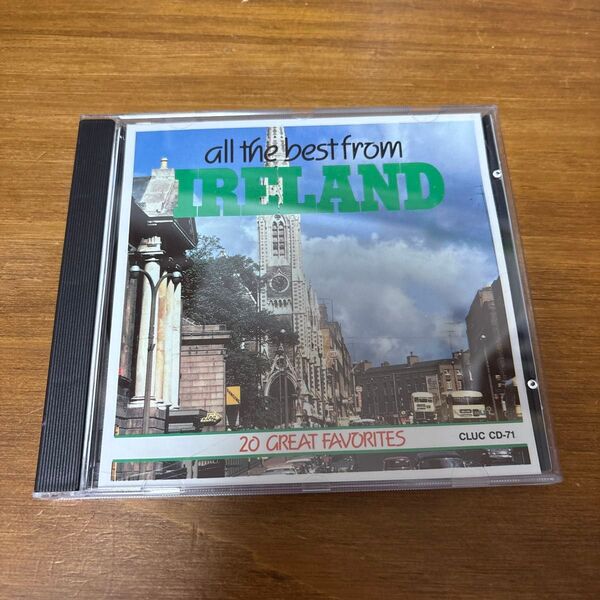 all the best from
IRELAND
20 GREAT FAVORITES
CLUC CD-71